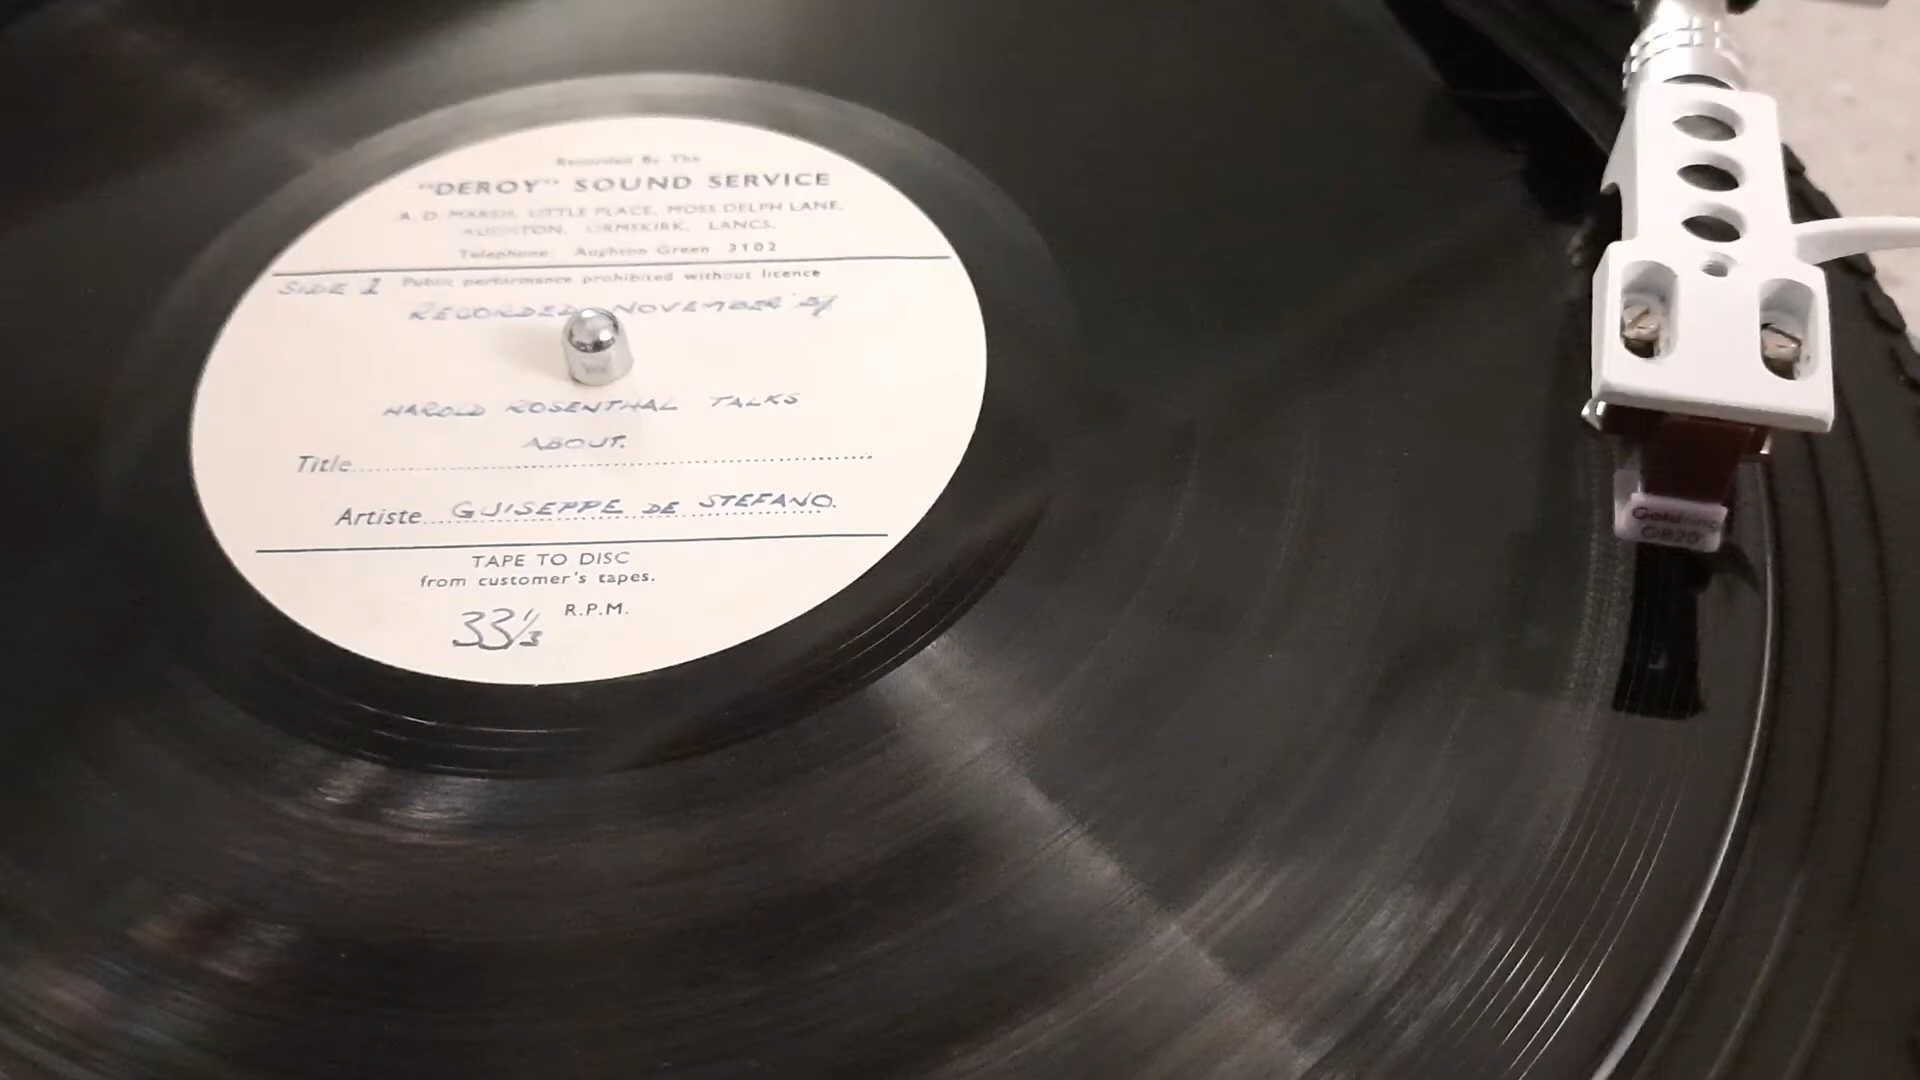 Recorded By The
"DEROY" SOUND SERVICE
A. D. MARSH, LITTLE PLACE, MOSS DELPH LANE,
AUGHTON, ORMSKIRK, LANCS.
Telephone: Aughton Green 3102
Public performance prohibited without licence
SIDE 1
RECORDED NOVEMBER
HAROLD ROSENTHAL TALKS
ABOUT.
Title
Artiste GUISEPPE DE STEFANO.
TAPE TO DISC
from customer's tapes.
33⅓ R.P.M.
Goldring
G820